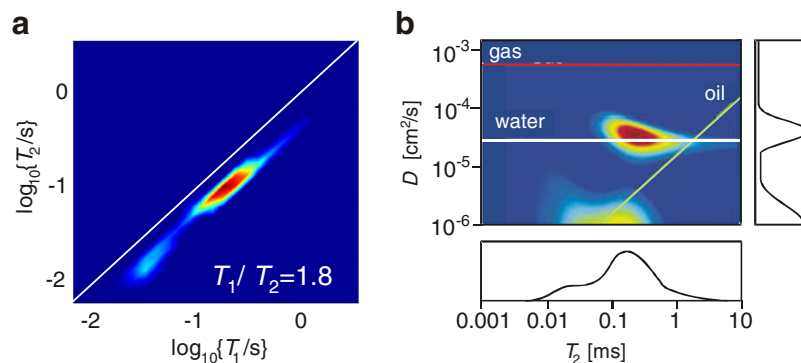 a
log₁₀{T₂/s}
0
-1
-2
T₁/ T₂=1.8
-2
-1
0
log₁₀{T₁/s}
b
D [cm²/s]
10⁻³
10⁻⁴
10⁻⁵
10⁻⁶
gas
oil
water
0.001
0.01
0.1
1
10
T₂ [ms]